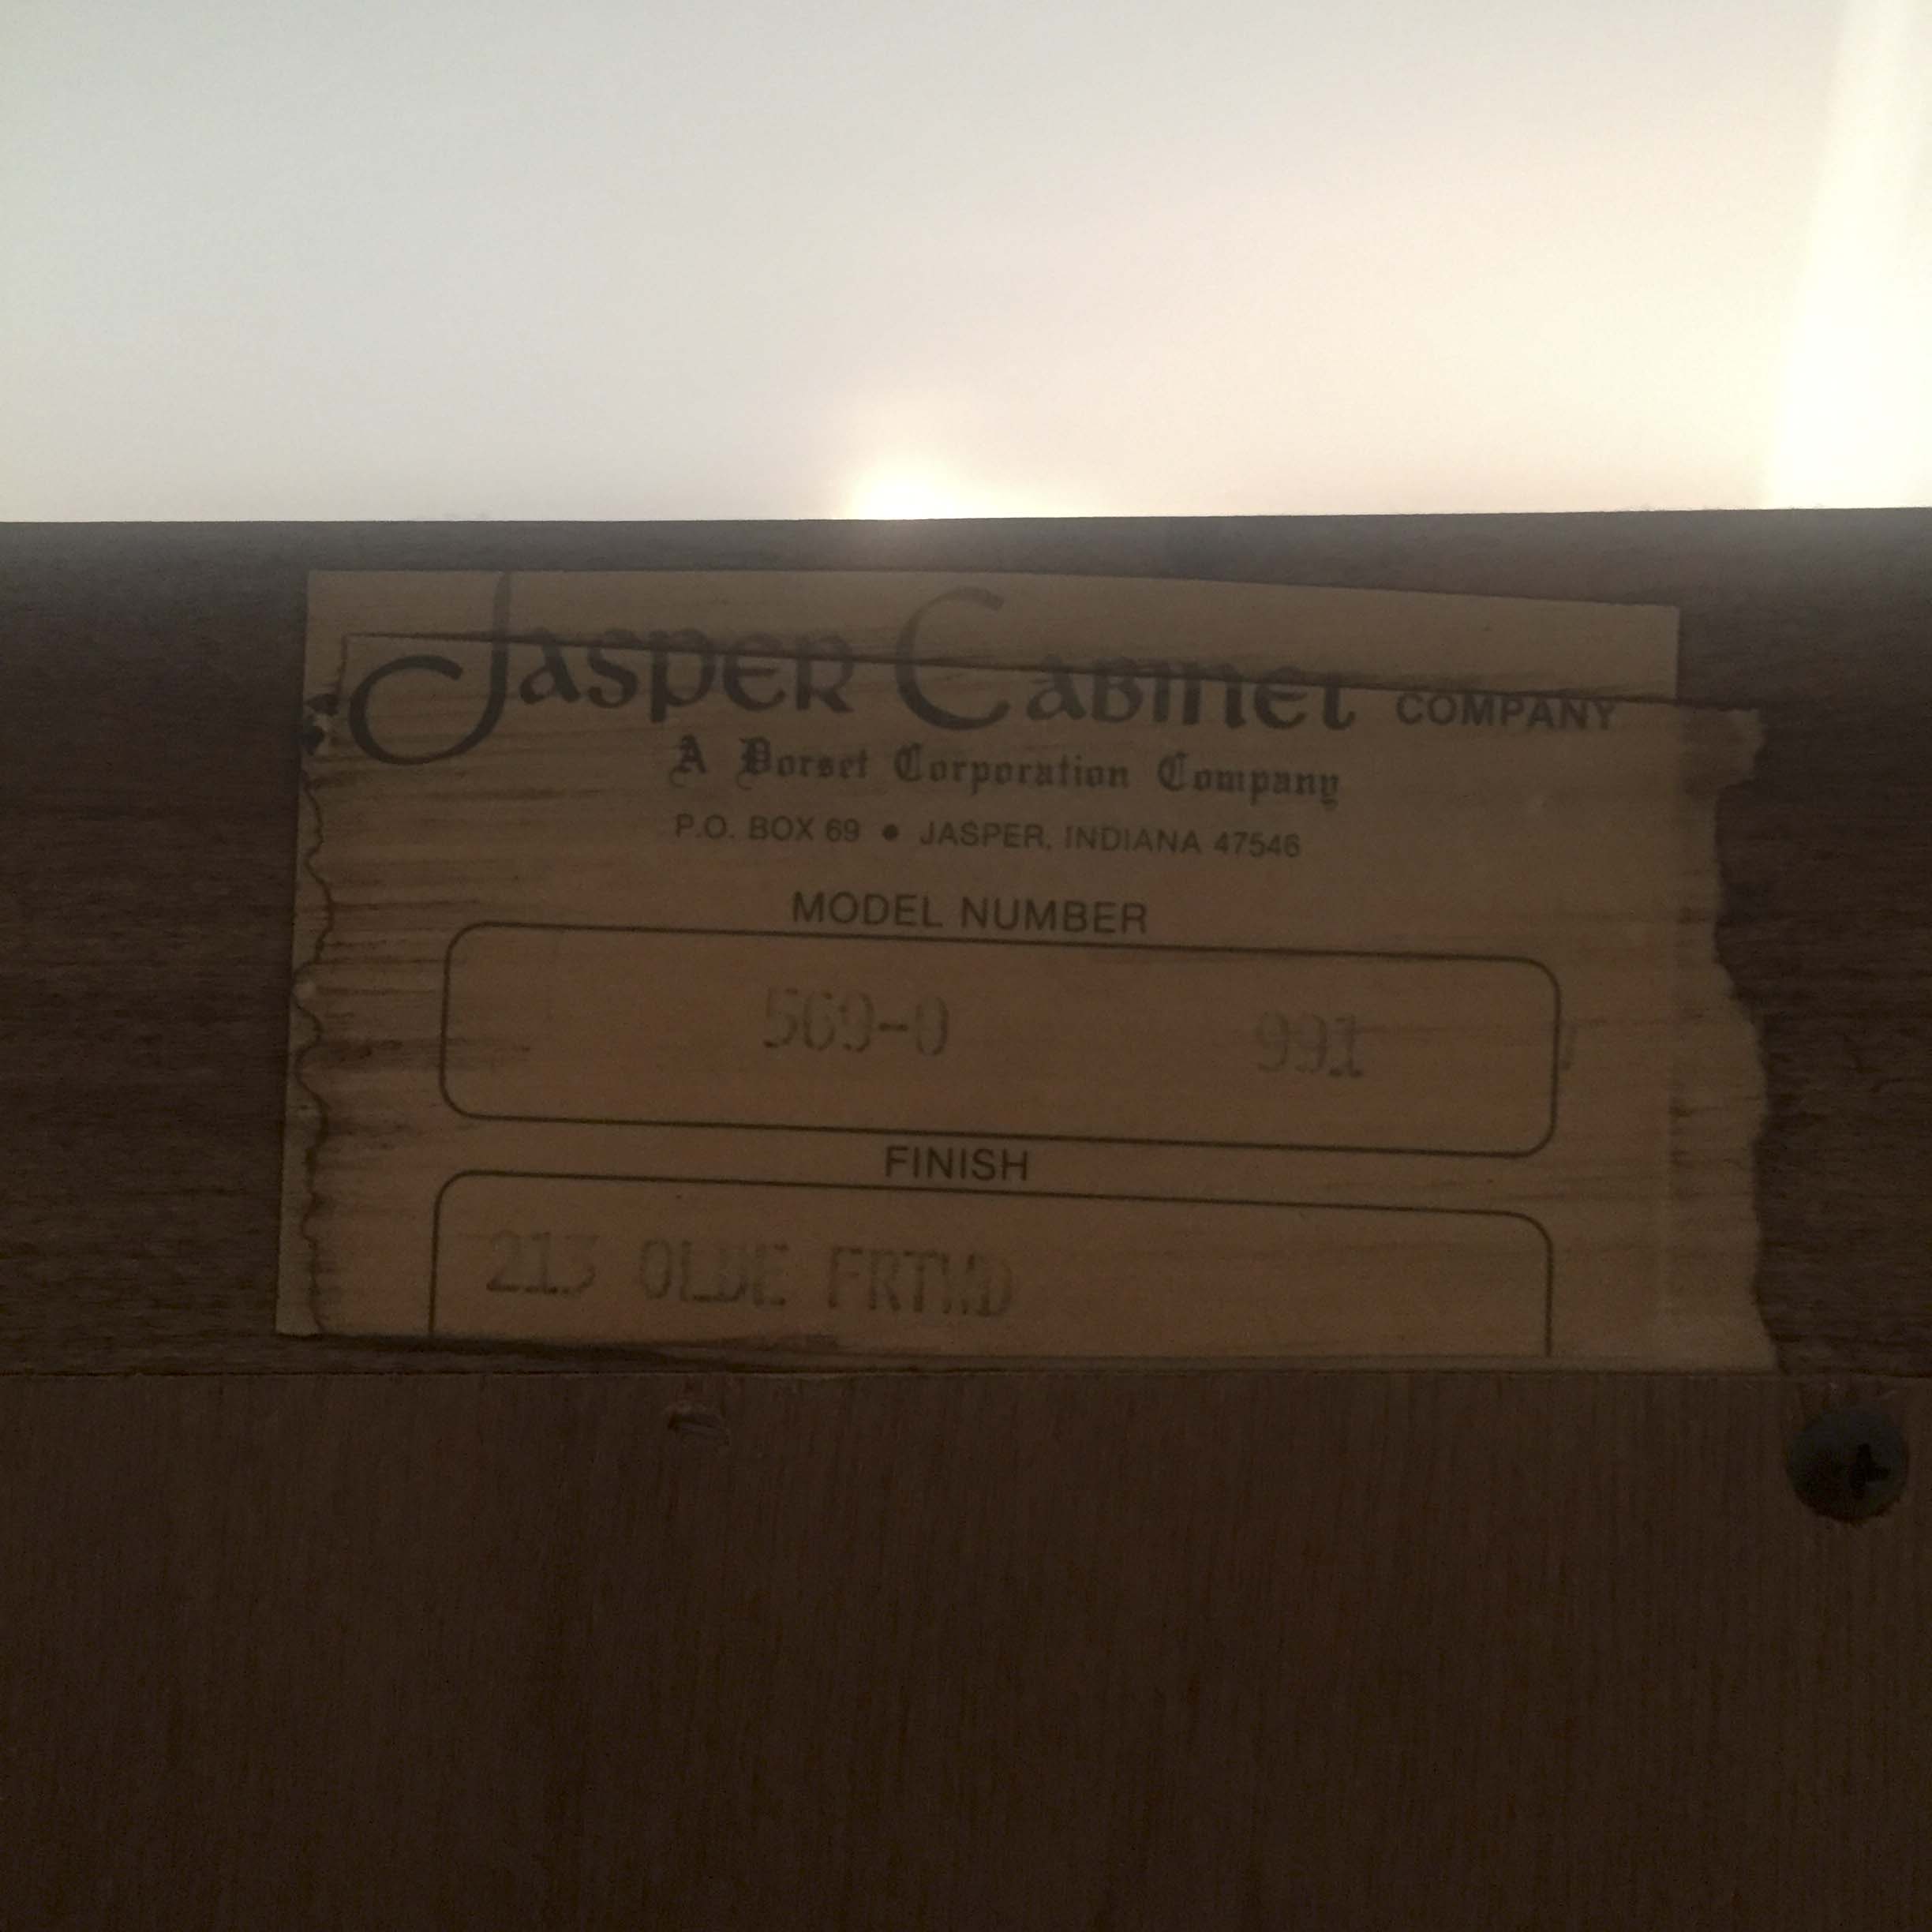 Jasper Cabinet COMPANY
A Dorset Corporation Company
P.O. BOX 69 • JASPER, INDIANA 47546
MODEL NUMBER
569-0 991
FINISH
213 OLDE FRTWD